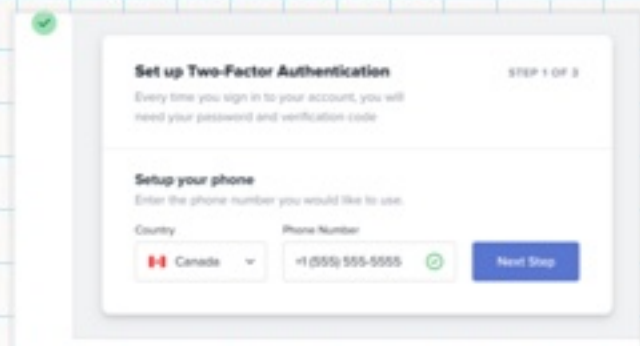 Set up Two-Factor Authentication
STEP 1 OF 3
Every time you sign in to your account, you will
need your password and verification code
Setup your phone
Enter the phone number you would like to use.
Country
Phone Number
Canada
+1 (555) 555-5555
Next Step